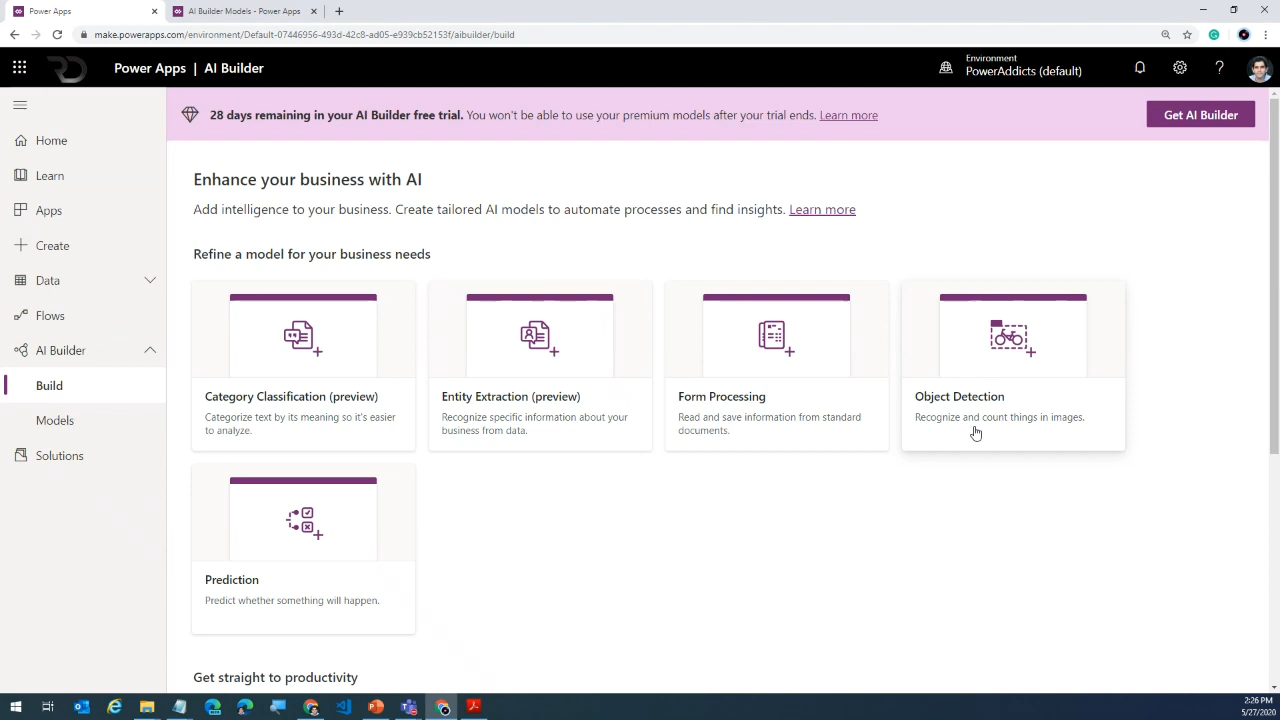 Power Apps
AI Builder Models - Power Apps
make.powerapps.com/environment/Default-07446956-493d-42c8-ad05-e939cb52153f/aibuilder/build
Power Apps | AI Builder
Environment
PowerAddicts (default)
28 days remaining in your AI Builder free trial. You won't be able to use your premium models after your trial ends. Learn more
Get AI Builder
Home
Learn
Apps
Create
Data
Flows
AI Builder
Build
Models
Solutions
Enhance your business with AI
Add intelligence to your business. Create tailored AI models to automate processes and find insights. Learn more
Refine a model for your business needs
Category Classification (preview)
Categorize text by its meaning so it's easier
to analyze.
Entity Extraction (preview)
Recognize specific information about your
business from data.
Form Processing
Read and save information from standard
documents.
Object Detection
Recognize and count things in images.
Prediction
Predict whether something will happen.
Get straight to productivity
2:26 PM
5/27/2020